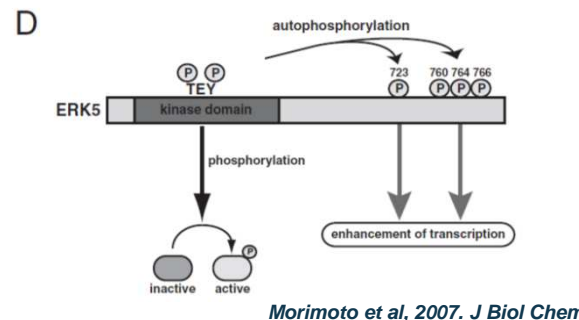 D
autophosphorylation
P P
723 760 764 766
TEY
P P P P
ERK5 kinase domain
phosphorylation
enhancement of transcription
P
inactive active
Morimoto et al, 2007. J Biol Chem